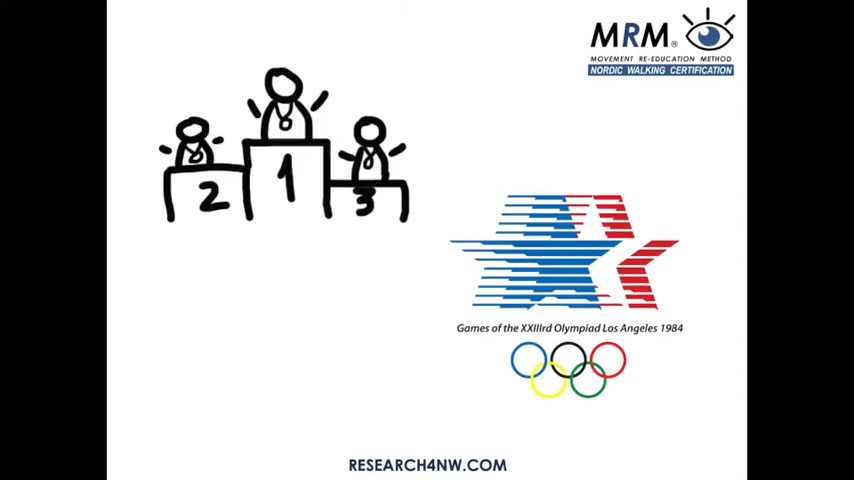 MRM®
MOVEMENT RE-EDUCATION METHOD
NORDIC WALKING CERTIFICATION
2 1 3
Games of the XXIIIrd Olympiad Los Angeles 1984
RESEARCH4NW.COM